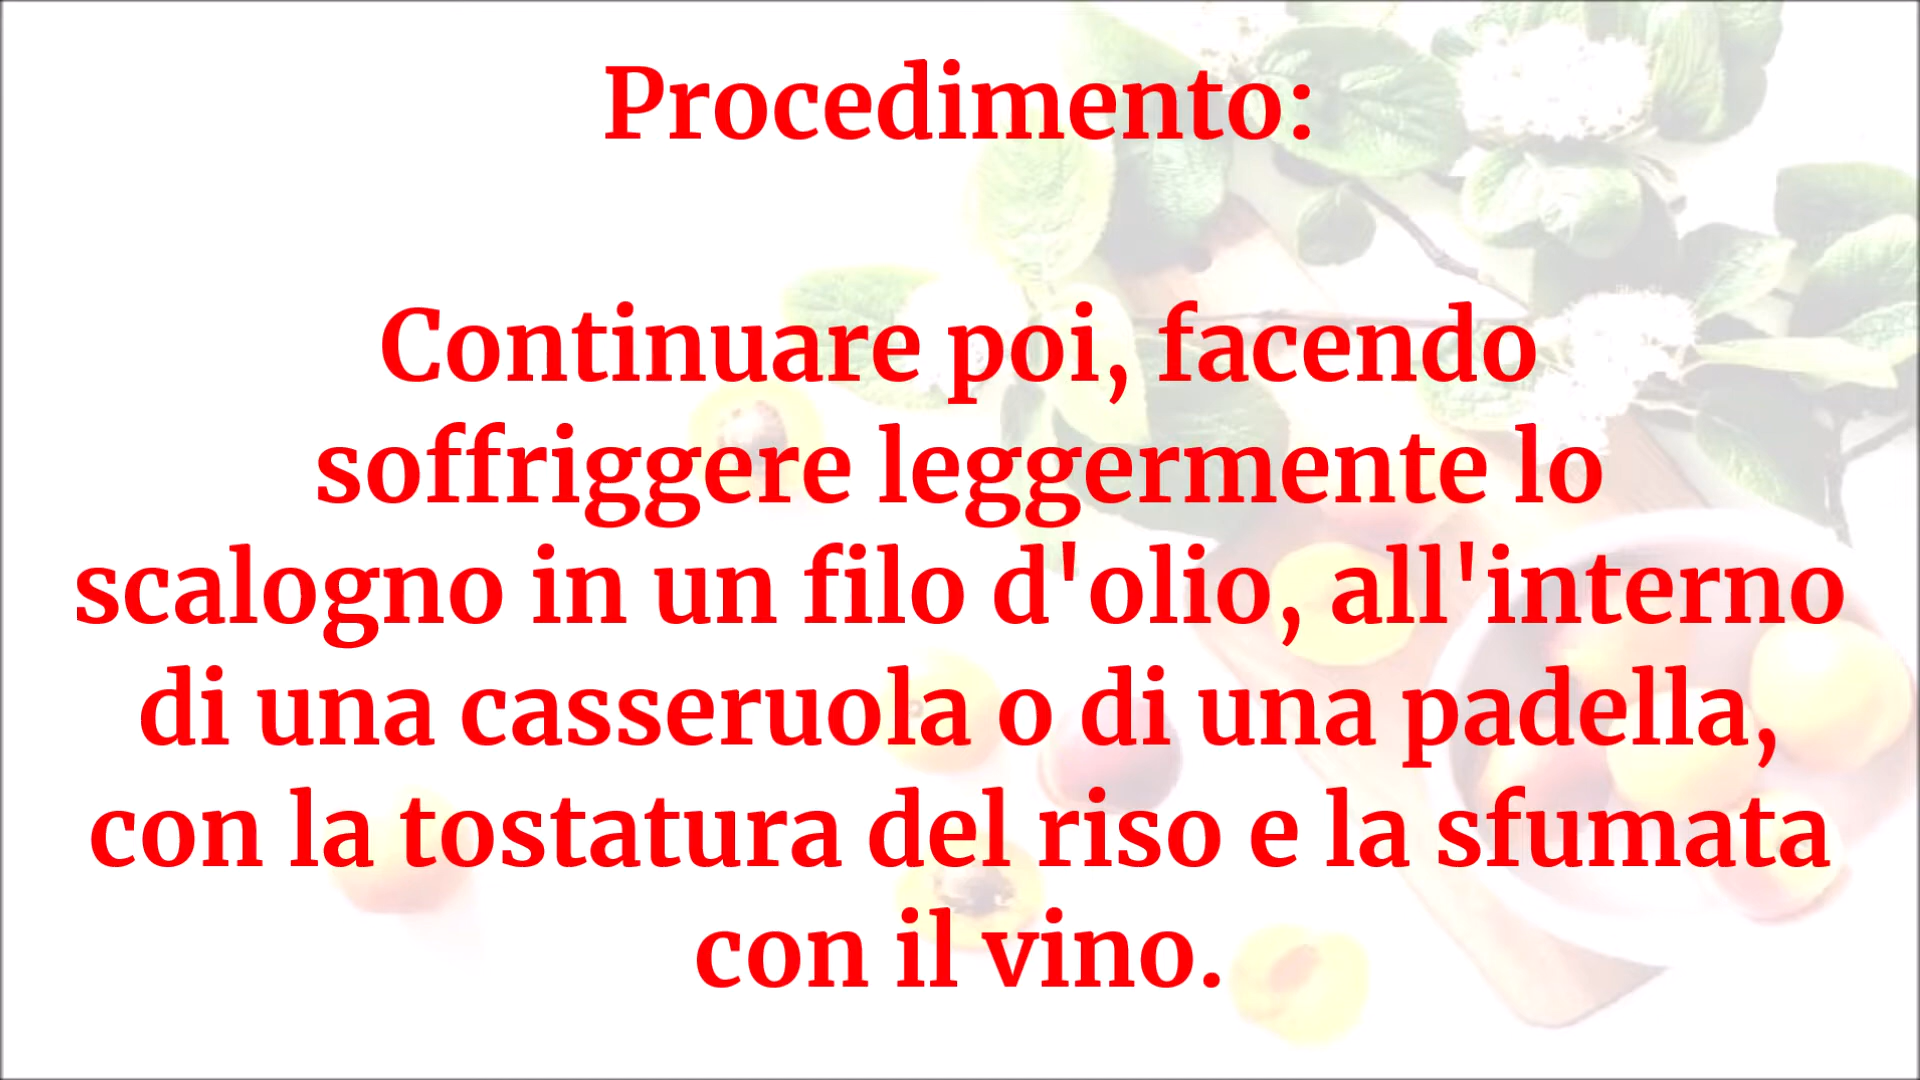 Procedimento:
Continuare poi, facendo
soffriggere leggermente lo
scalogno in un filo d'olio, all'interno
di una casseruola o di una padella,
con la tostatura del riso e la sfumata
con il vino.